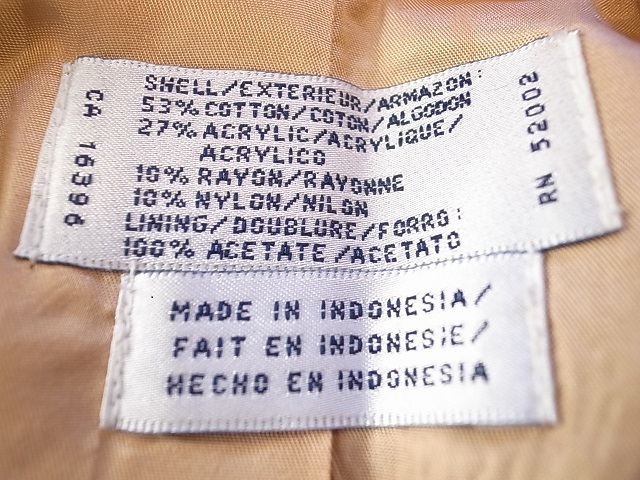 SHELL/EXTERIEUR/ARMAZON:
53% COTTON/COTON/ALGODON
27% ACRYLIC/ACRYLIQUE/
ACRYLICO
10% RAYON/RAYONNE
10% NYLON/NILON
LINING/DOUBLURE/FORRO:
100% ACETATE/ACETATO
CA 16396
RN 52002
MADE IN INDONESIA/
FAIT EN INDONESIE/
HECHO EN INDONESIA